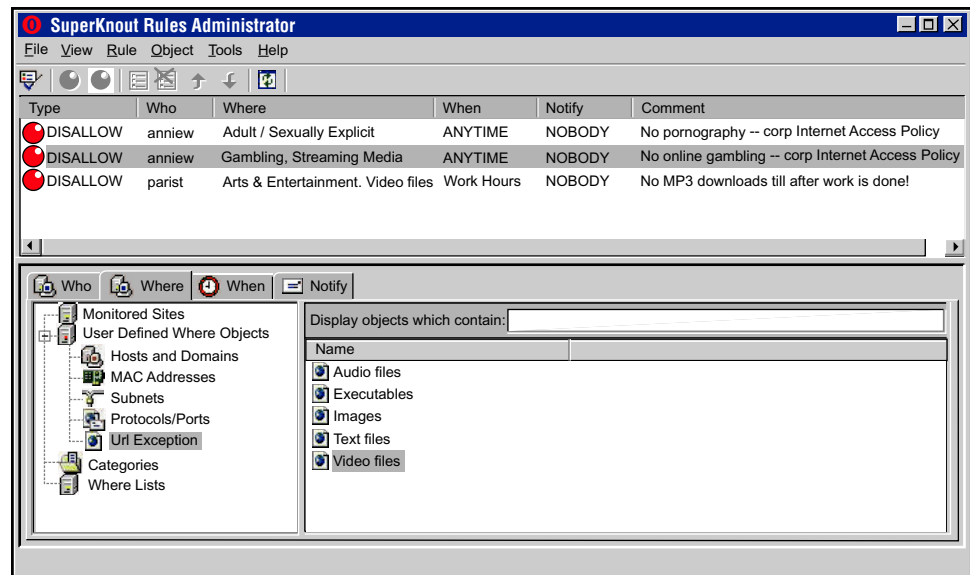 SuperKnout Rules Administrator
File View Rule Object Tools Help
Type Who Where When Notify Comment
DISALLOW anniew Adult / Sexually Explicit ANYTIME NOBODY No pornography -- corp Internet Access Policy
DISALLOW anniew Gambling, Streaming Media ANYTIME NOBODY No online gambling -- corp Internet Access Policy
DISALLOW parist Arts & Entertainment. Video files Work Hours NOBODY No MP3 downloads till after work is done!
Who Where When Notify
Monitored Sites
User Defined Where Objects
Hosts and Domains
MAC Addresses
Subnets
Protocols/Ports
Url Exception
Categories
Where Lists
Display objects which contain:
Name
Audio files
Executables
Images
Text files
Video files